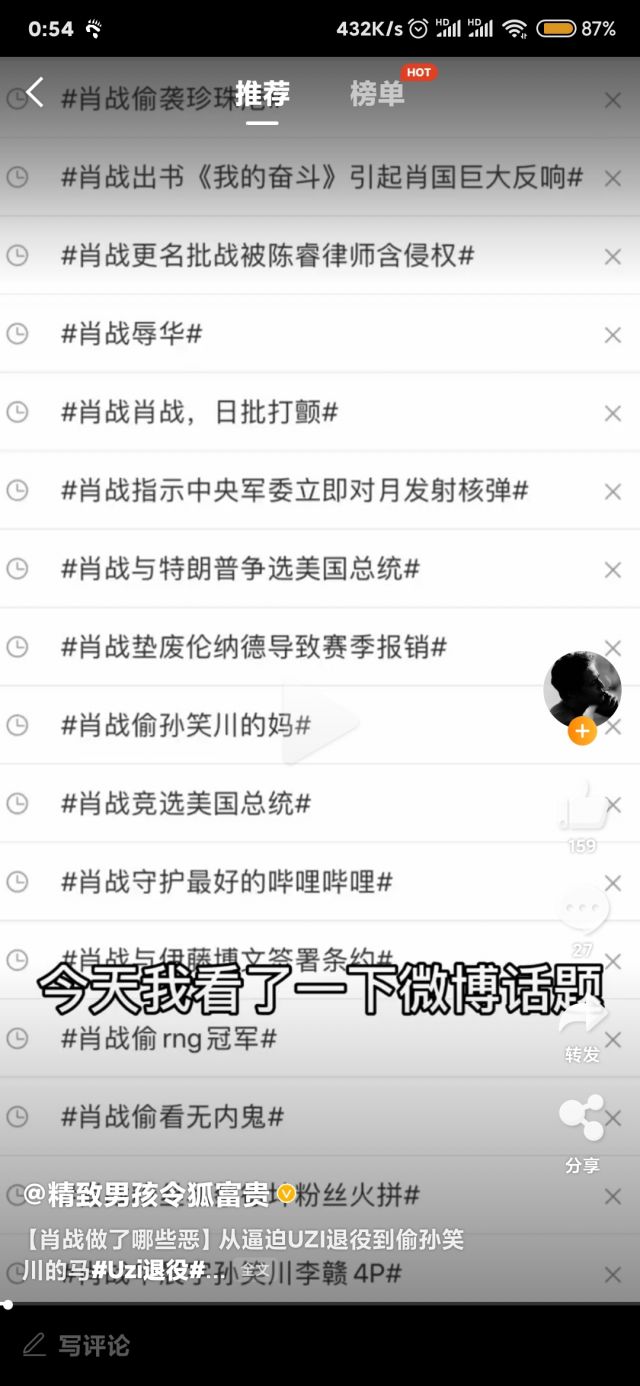 0:54
432K/s HD HD 87%
推荐
榜单
HOT
#肖战偷袭珍珠
#肖战出书《我的奋斗》引起肖国巨大反响#
#肖战更名批战被陈睿律师含侵权#
#肖战辱华#
#肖战肖战，日批打颤#
#肖战指示中央军委立即对月发射核弹#
#肖战与特朗普争选美国总统#
#肖战垫废伦纳德导致赛季报销#
#肖战偷孙笑川的妈#
#肖战竞选美国总统#
159
#肖战守护最好的哔哩哔哩#
27
#肖战与伊藤博文签署条约#
今天我看了一下微博话题
#肖战偷rng冠军#
转发
#肖战偷看无内鬼#
分享
@精致男孩令狐富贵
粉丝火拼#
【肖战做了哪些恶】从逼迫UZI退役到偷孙笑
川的马#Uzi退役#... 全文
孙笑川李赣4P#
写评论